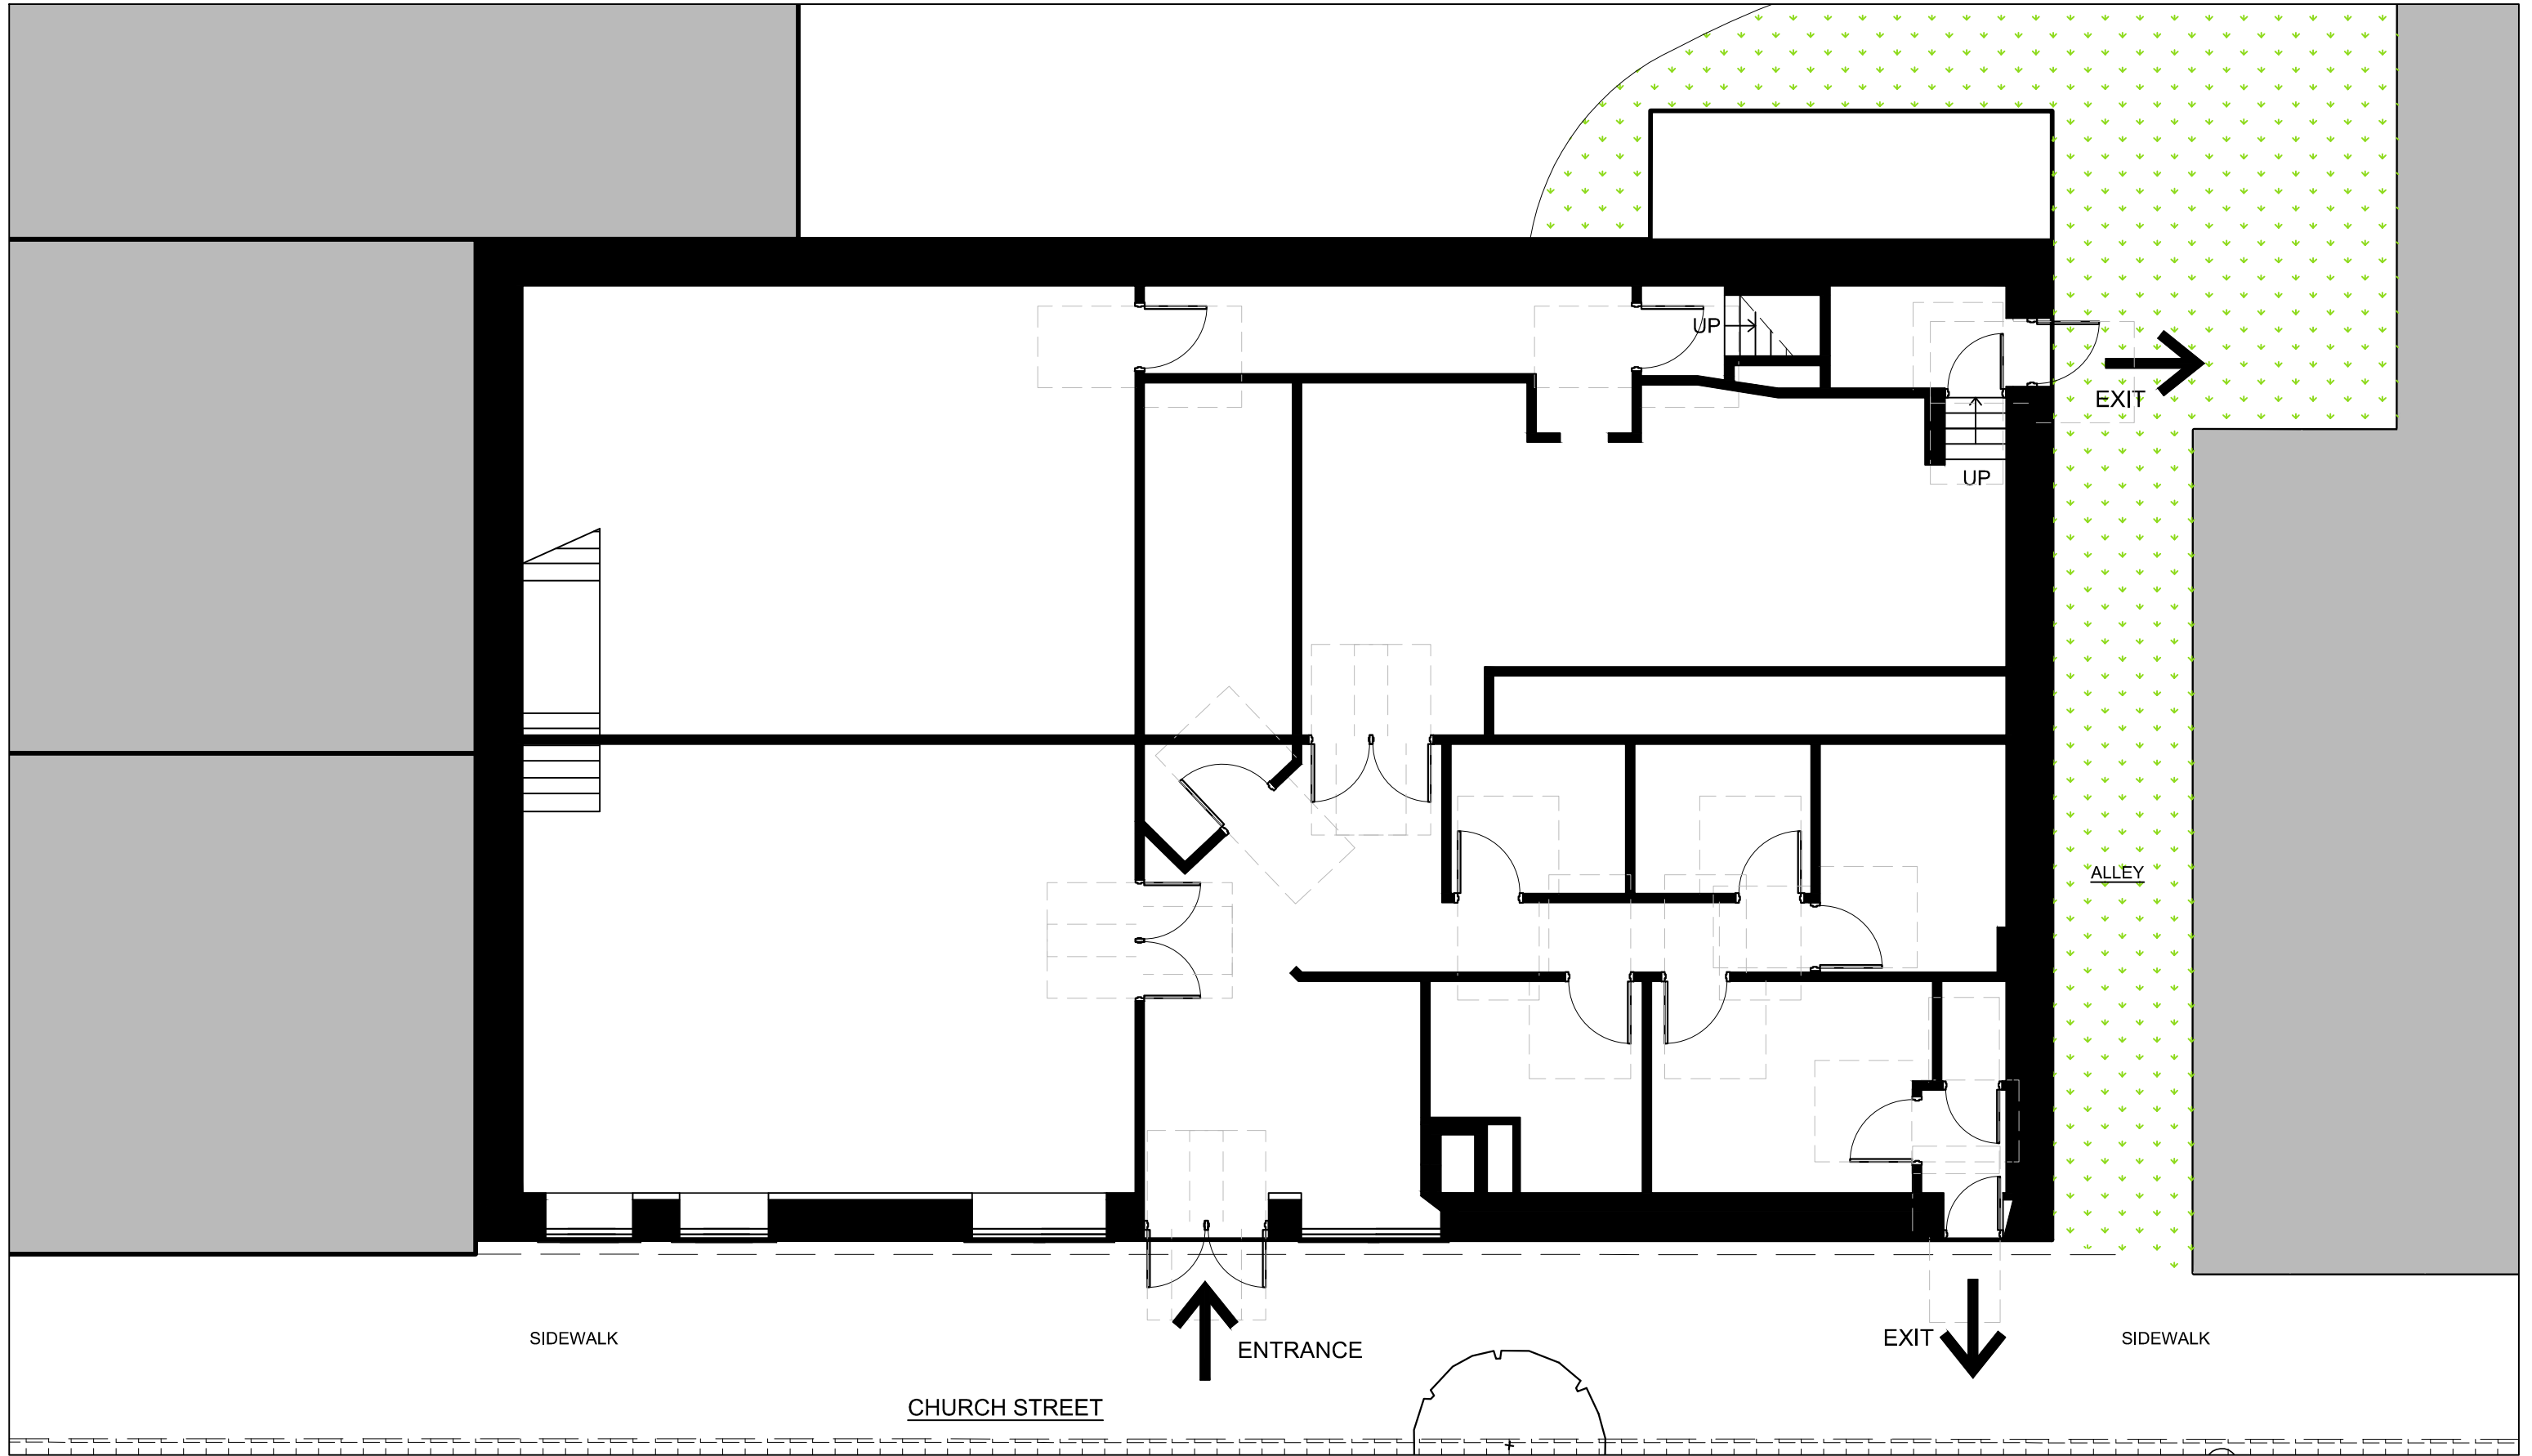 UP
EXIT
UP
ALLEY
SIDEWALK
ENTRANCE
EXIT
SIDEWALK
CHURCH STREET